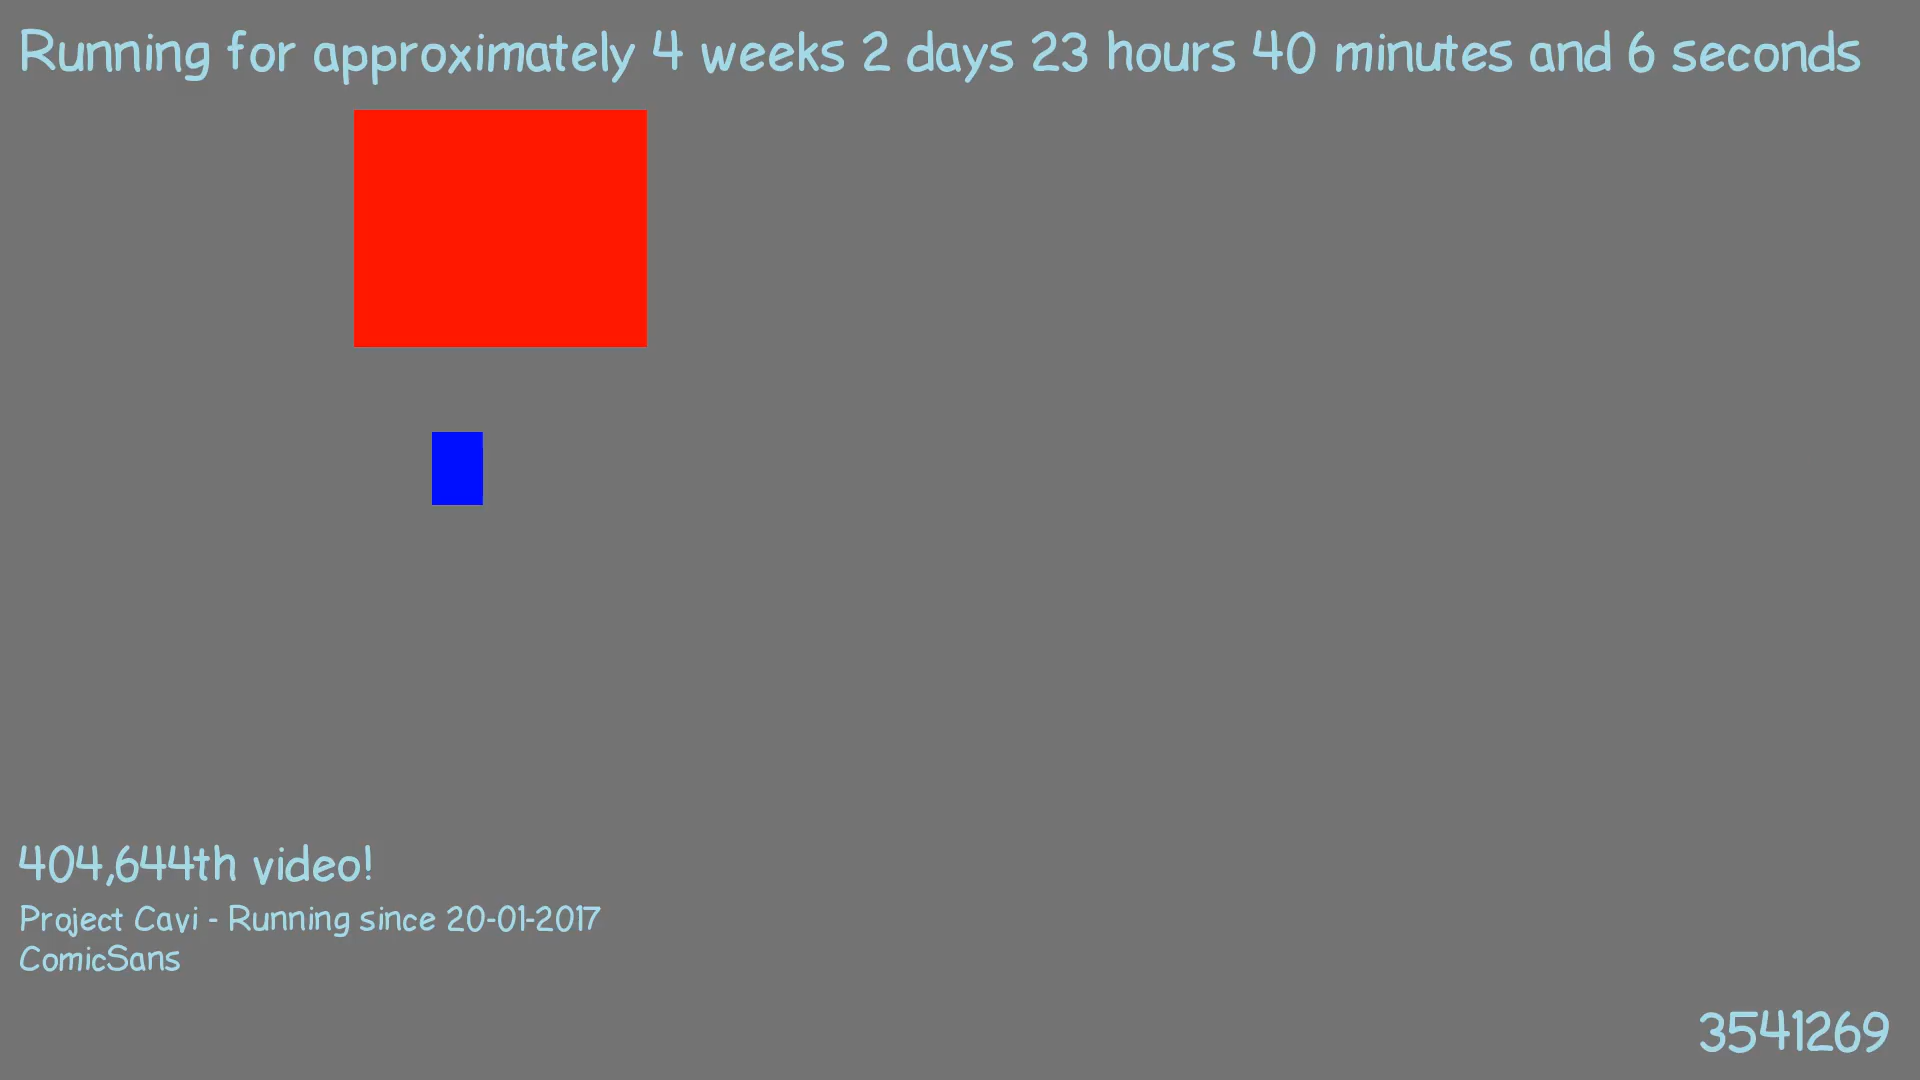 Running for approximately 4 weeks 2 days 23 hours 40 minutes and 6 seconds
404,644th video!
Project Cavi - Running since 20-01-2017
ComicSans
3541269